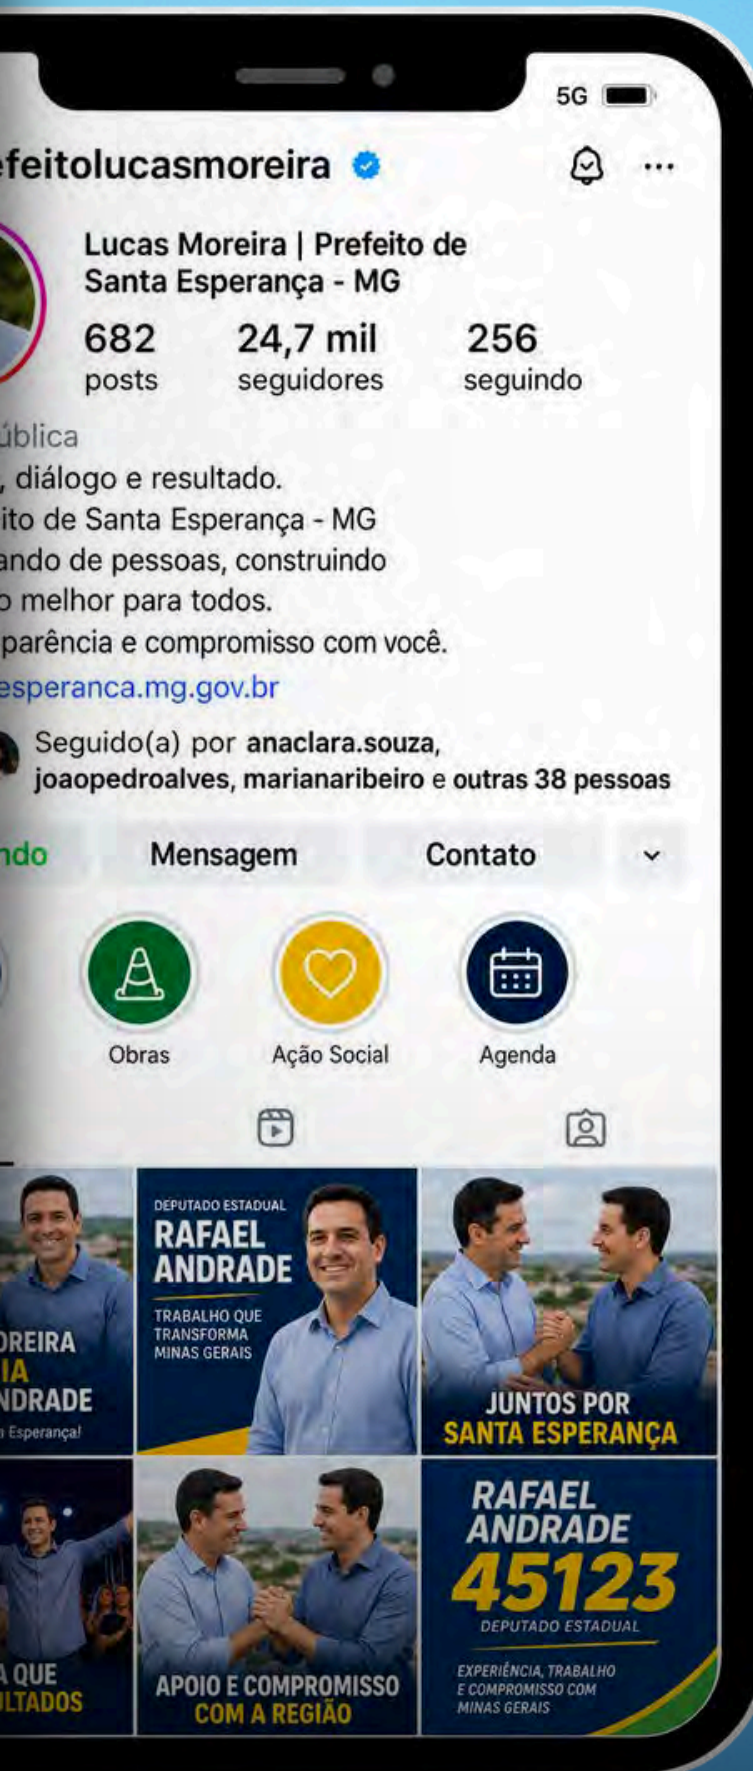 5G
efeitolucasmoreira
Lucas Moreira | Prefeito de
Santa Esperança - MG
682
posts
24,7 mil
seguidores
256
seguindo
ública
, diálogo e resultado.
ito de Santa Esperança - MG
ando de pessoas, construindo
o melhor para todos.
parência e compromisso com você.
esperanca.mg.gov.br
Seguido(a) por anaclara.souza,
joaopedroalves, marianaribeiro e outras 38 pessoas
ndo
Mensagem
Contato
Obras
Ação Social
Agenda
OREIRA
IA
NDRADE
a Esperança!
DEPUTADO ESTADUAL
RAFAEL
ANDRADE
TRABALHO QUE
TRANSFORMA
MINAS GERAIS
JUNTOS POR
SANTA ESPERANÇA
A QUE
ULTADOS
APOIO E COMPROMISSO
COM A REGIÃO
RAFAEL
ANDRADE
45123
DEPUTADO ESTADUAL
EXPERIÊNCIA, TRABALHO
E COMPROMISSO COM
MINAS GERAIS